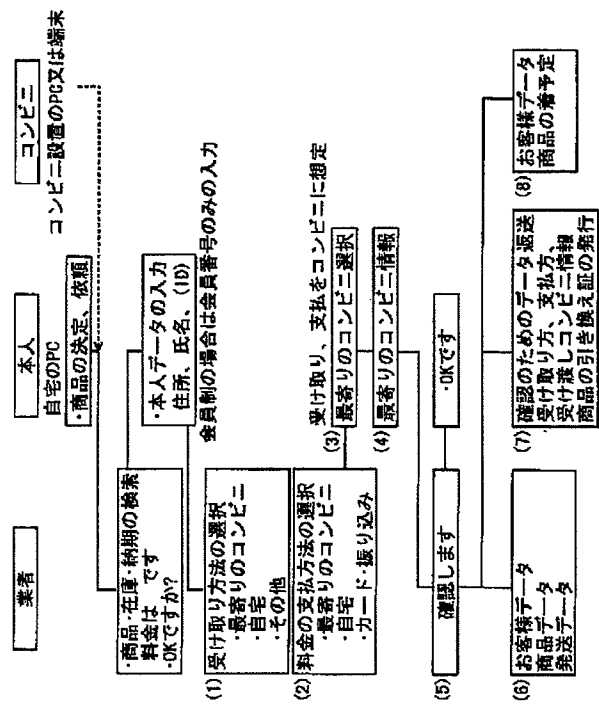 業者
本人
コンビニ
自宅のPC
コンビニ設置のPC又は端末
・商品の決定、依頼
・商品・在庫・納期の検索
料金は　　です
・OKですか?
・本人データの入力
住所、氏名、(ID)
会員制の場合は会員番号のみの入力
(1)
受け取り方法の選択
・最寄りのコンビニ
・自宅
・その他
(2)
料金の支払方法の選択
・最寄りのコンビニ
・自宅
・カード・振り込み
受け取り、支払をコンビニに想定
(3)
最寄りのコンビニ選択
(4)
最寄りのコンビニ情報
(5)
確認します
・OKです
(6)
お客様データ
商品データ
発送データ
(7)
確認のためのデータ返送
受け取り方、支払方、
受け渡しコンビニ情報
商品の引き換え証の発行
(8)
お客様データ
商品の着予定